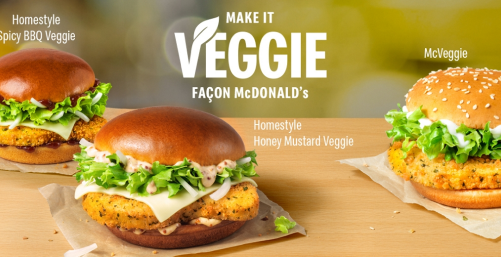 Homestyle
Spicy BBQ Veggie
MAKE IT
VEGGIE
FAÇON McDONALD's
McVeggie
Homestyle
Honey Mustard Veggie